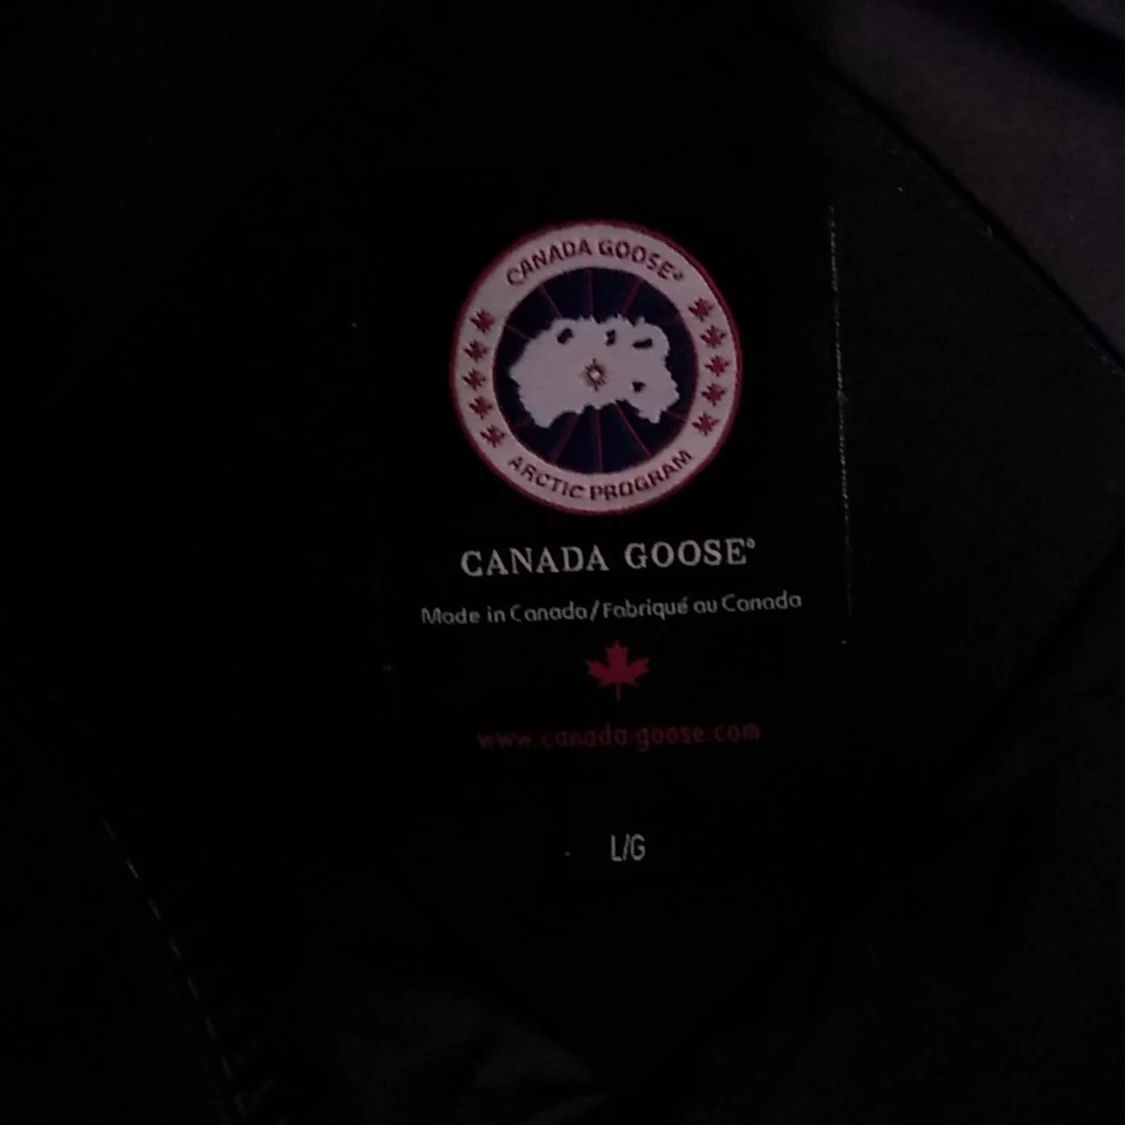 CANADA GOOSE®
ARCTIC PROGRAM
CANADA GOOSE®
Made in Canada/Fabriqué au Canada
www.canada-goose.com
L/G